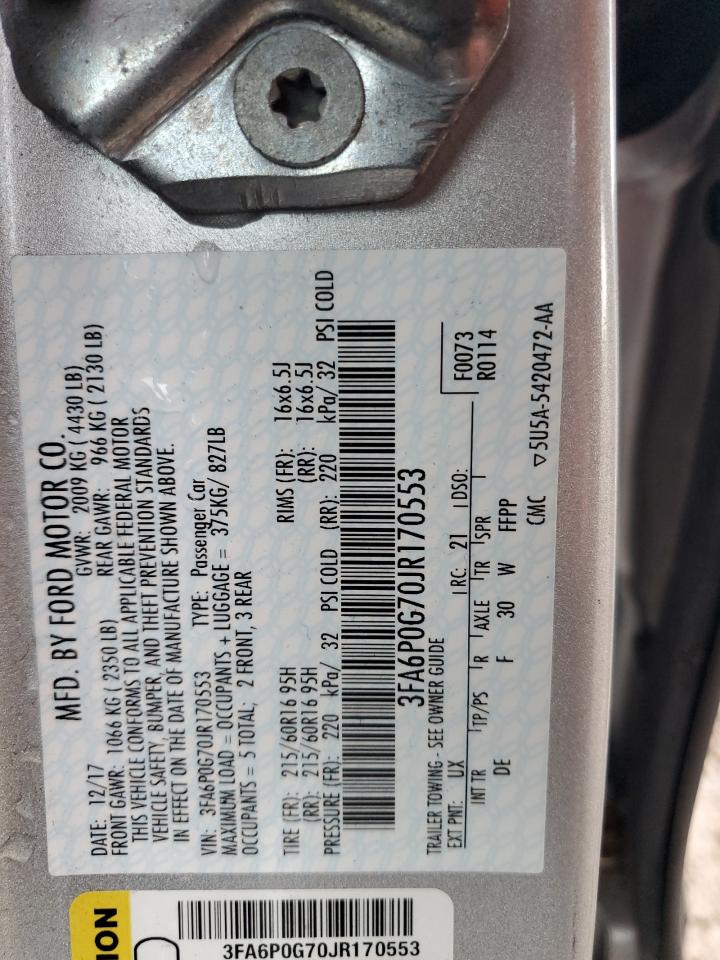 MFD. BY FORD MOTOR CO.
DATE: 12/17 GVWR: 2009 KG ( 4430 LB)
FRONT GAWR: 1066 KG ( 2350 LB) REAR GAWR: 966 KG ( 2130 LB)
THIS VEHICLE CONFORMS TO ALL APPLICABLE FEDERAL MOTOR
VEHICLE SAFETY, BUMPER, AND THEFT PREVENTION STANDARDS
IN EFFECT ON THE DATE OF MANUFACTURE SHOWN ABOVE.
VIN: 3FA6P0G70JR170553 TYPE: Passenger Car
MAXIMUM LOAD = OCCUPANTS + LUGGAGE = 375KG/ 827LB
OCCUPANTS = 5 TOTAL; 2 FRONT, 3 REAR
TIRE (FR): 215/60R16 95H RIMS (FR): 16x6.5J
(RR): 215/60R16 95H (RR): 16x6.5J
PRESSURE (FR): 220 kPa/ 32 PSI COLD (RR): 220 kPa/ 32 PSI COLD
3FA6P0G70JR170553
TRAILER TOWING - SEE OWNER GUIDE
F0073
R0114
EXT PNT: UX RC: 21 DSO:
INT TR TP/PS R AXLE TR SPR
DE F 30 W FFPP
CMC ▽5U5A-5420472-AA
ION
3FA6P0G70JR170553